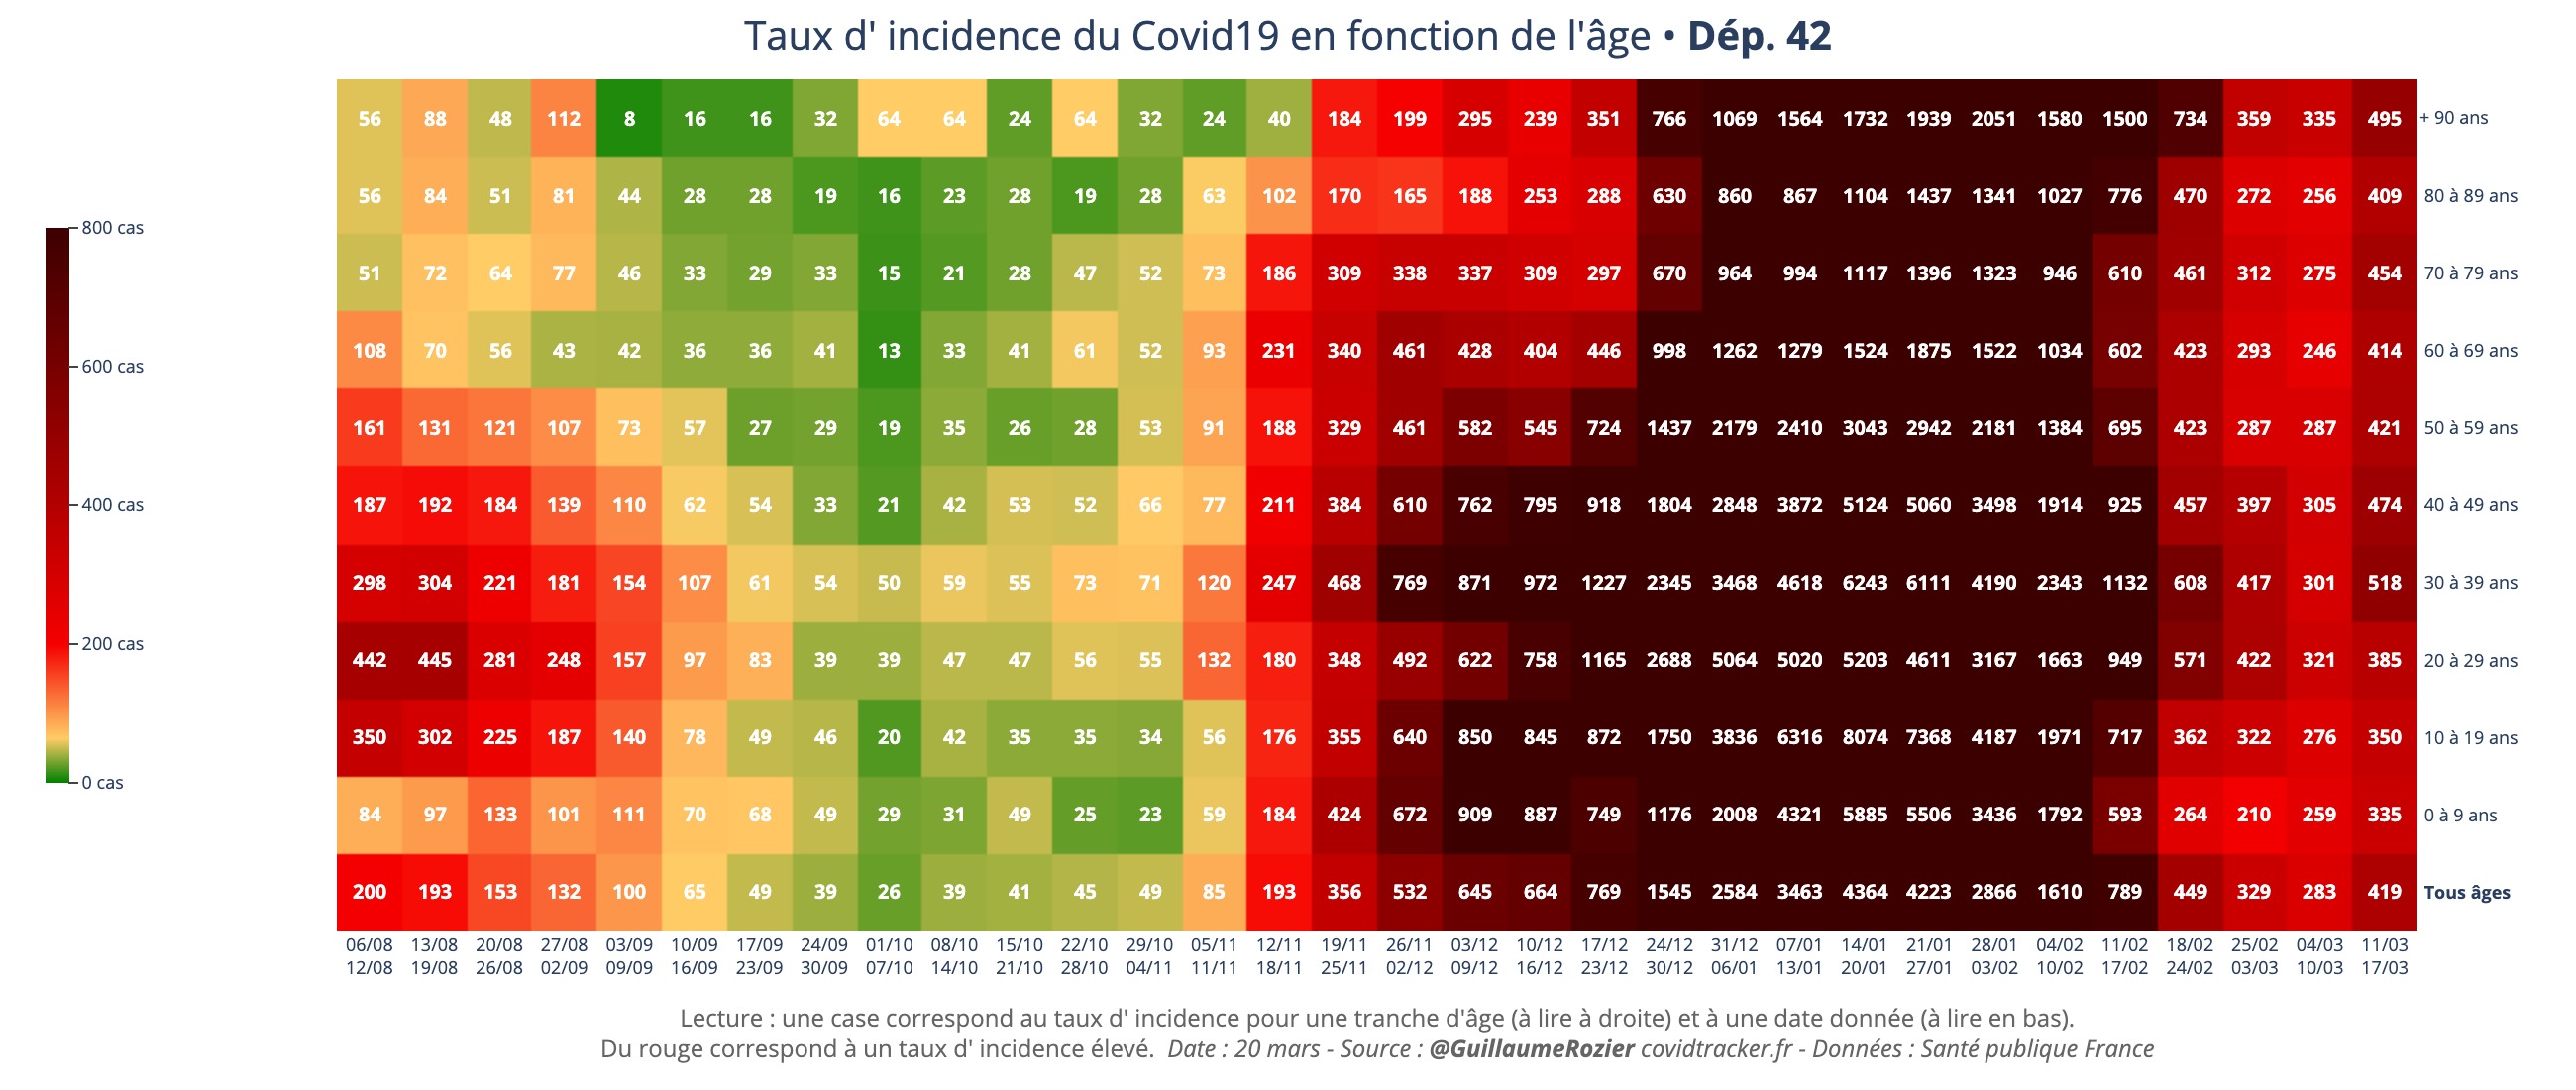 Taux d' incidence du Covid19 en fonction de l'âge • Dép. 42
56 88 48 112 8 16 16 32 64 64 24 64 32 24 40 184 199 295 239 351 766 1069 1564 1732 1939 2051 1580 1500 734 359 335 495 + 90 ans
56 84 51 81 44 28 28 19 16 23 28 19 28 63 102 170 165 188 253 288 630 860 867 1104 1437 1341 1027 776 470 272 256 409 80 à 89 ans
800 cas
51 72 64 77 46 33 29 33 15 21 28 47 52 73 186 309 338 337 309 297 670 964 994 1117 1396 1323 946 610 461 312 275 454 70 à 79 ans
108 70 56 43 42 36 36 41 13 33 41 61 52 93 231 340 461 428 404 446 998 1262 1279 1524 1875 1522 1034 602 423 293 246 414 60 à 69 ans
600 cas
161 131 121 107 73 57 27 29 19 35 26 28 53 91 188 329 461 582 545 724 1437 2179 2410 3043 2942 2181 1384 695 423 287 287 421 50 à 59 ans
400 cas
187 192 184 139 110 62 54 33 21 42 53 52 66 77 211 384 610 762 795 918 1804 2848 3872 5124 5060 3498 1914 925 457 397 305 474 40 à 49 ans
298 304 221 181 154 107 61 54 50 59 55 73 71 120 247 468 769 871 972 1227 2345 3468 4618 6243 6111 4190 2343 1132 608 417 301 518 30 à 39 ans
200 cas
442 445 281 248 157 97 83 39 39 47 47 56 55 132 180 348 492 622 758 1165 2688 5064 5020 5203 4611 3167 1663 949 571 422 321 385 20 à 29 ans
350 302 225 187 140 78 49 46 20 42 35 35 34 56 176 355 640 850 845 872 1750 3836 6316 8074 7368 4187 1971 717 362 322 276 350 10 à 19 ans
0 cas
84 97 133 101 111 70 68 49 29 31 49 25 23 59 184 424 672 909 887 749 1176 2008 4321 5885 5506 3436 1792 593 264 210 259 335 0 à 9 ans
200 193 153 132 100 65 49 39 26 39 41 45 49 85 193 356 532 645 664 769 1545 2584 3463 4364 4223 2866 1610 789 449 329 283 419 Tous âges
06/08 13/08 20/08 27/08 03/09 10/09 17/09 24/09 01/10 08/10 15/10 22/10 29/10 05/11 12/11 19/11 26/11 03/12 10/12 17/12 24/12 31/12 07/01 14/01 21/01 28/01 04/02 11/02 18/02 25/02 04/03 11/03
12/08 19/08 26/08 02/09 09/09 16/09 23/09 30/09 07/10 14/10 21/10 28/10 04/11 11/11 18/11 25/11 02/12 09/12 16/12 23/12 30/12 06/01 13/01 20/01 27/01 03/02 10/02 17/02 24/02 03/03 10/03 17/03
Lecture : une case correspond au taux d' incidence pour une tranche d'âge (à lire à droite) et à une date donnée (à lire en bas).
Du rouge correspond à un taux d' incidence élevé. Date : 20 mars - Source : @GuillaumeRozier covidtracker.fr - Données : Santé publique France